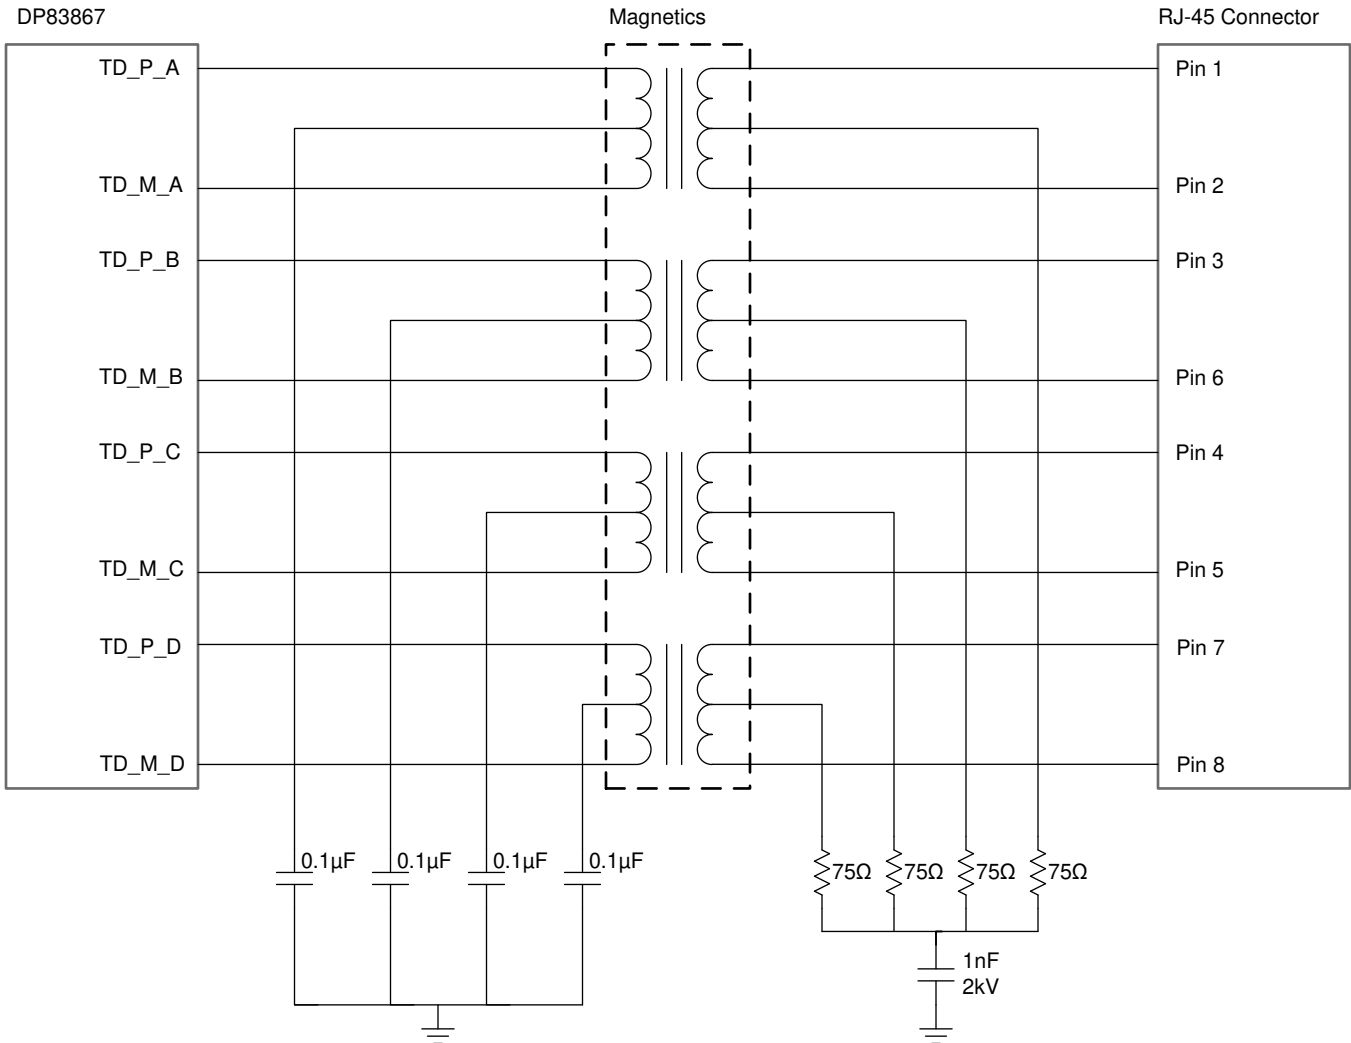 DP83867
Magnetics
RJ-45 Connector
TD_P_A
Pin 1
TD_M_A
Pin 2
TD_P_B
Pin 3
TD_M_B
Pin 6
TD_P_C
Pin 4
TD_M_C
Pin 5
TD_P_D
Pin 7
TD_M_D
Pin 8
0.1µF
0.1µF
0.1µF
0.1µF
75Ω
75Ω
75Ω
75Ω
1nF
2kV